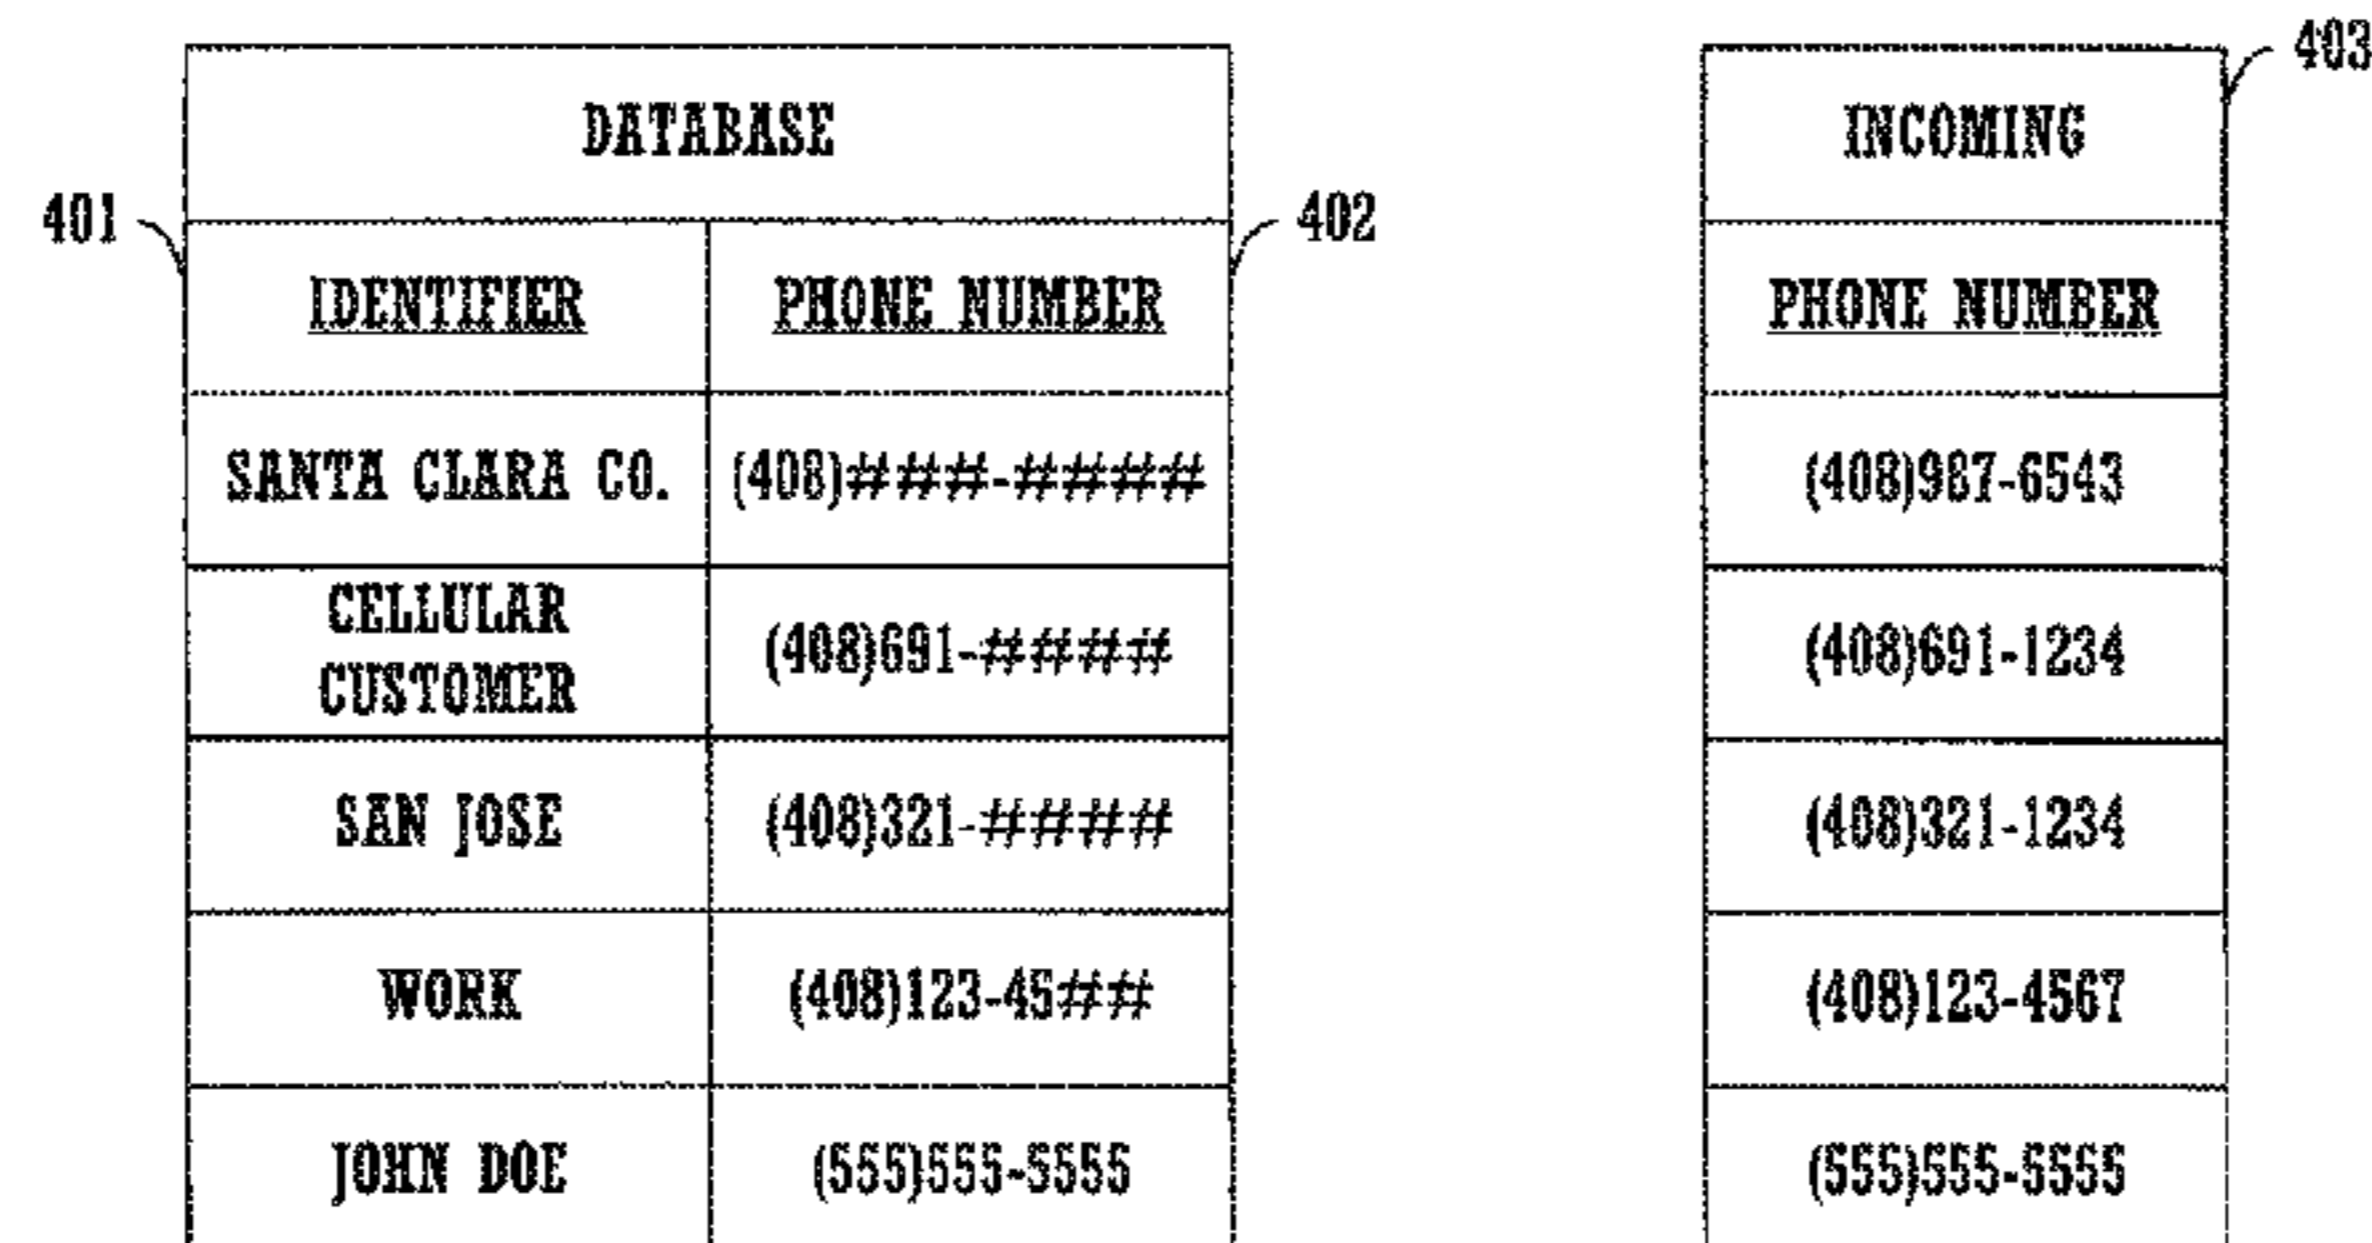 403
DATABASE
INCOMING
401
402
IDENTIFIER
PHONE NUMBER
PHONE NUMBER
SANTA CLARA CO.
(408)###-####
(408)987-6543
CELLULAR
CUSTOMER
(408)691-####
(408)691-1234
SAN JOSE
(408)321-####
(408)321-1234
WORK
(408)123-45##
(408)123-4567
JOHN DOE
(555)555-5555
(555)555-5555